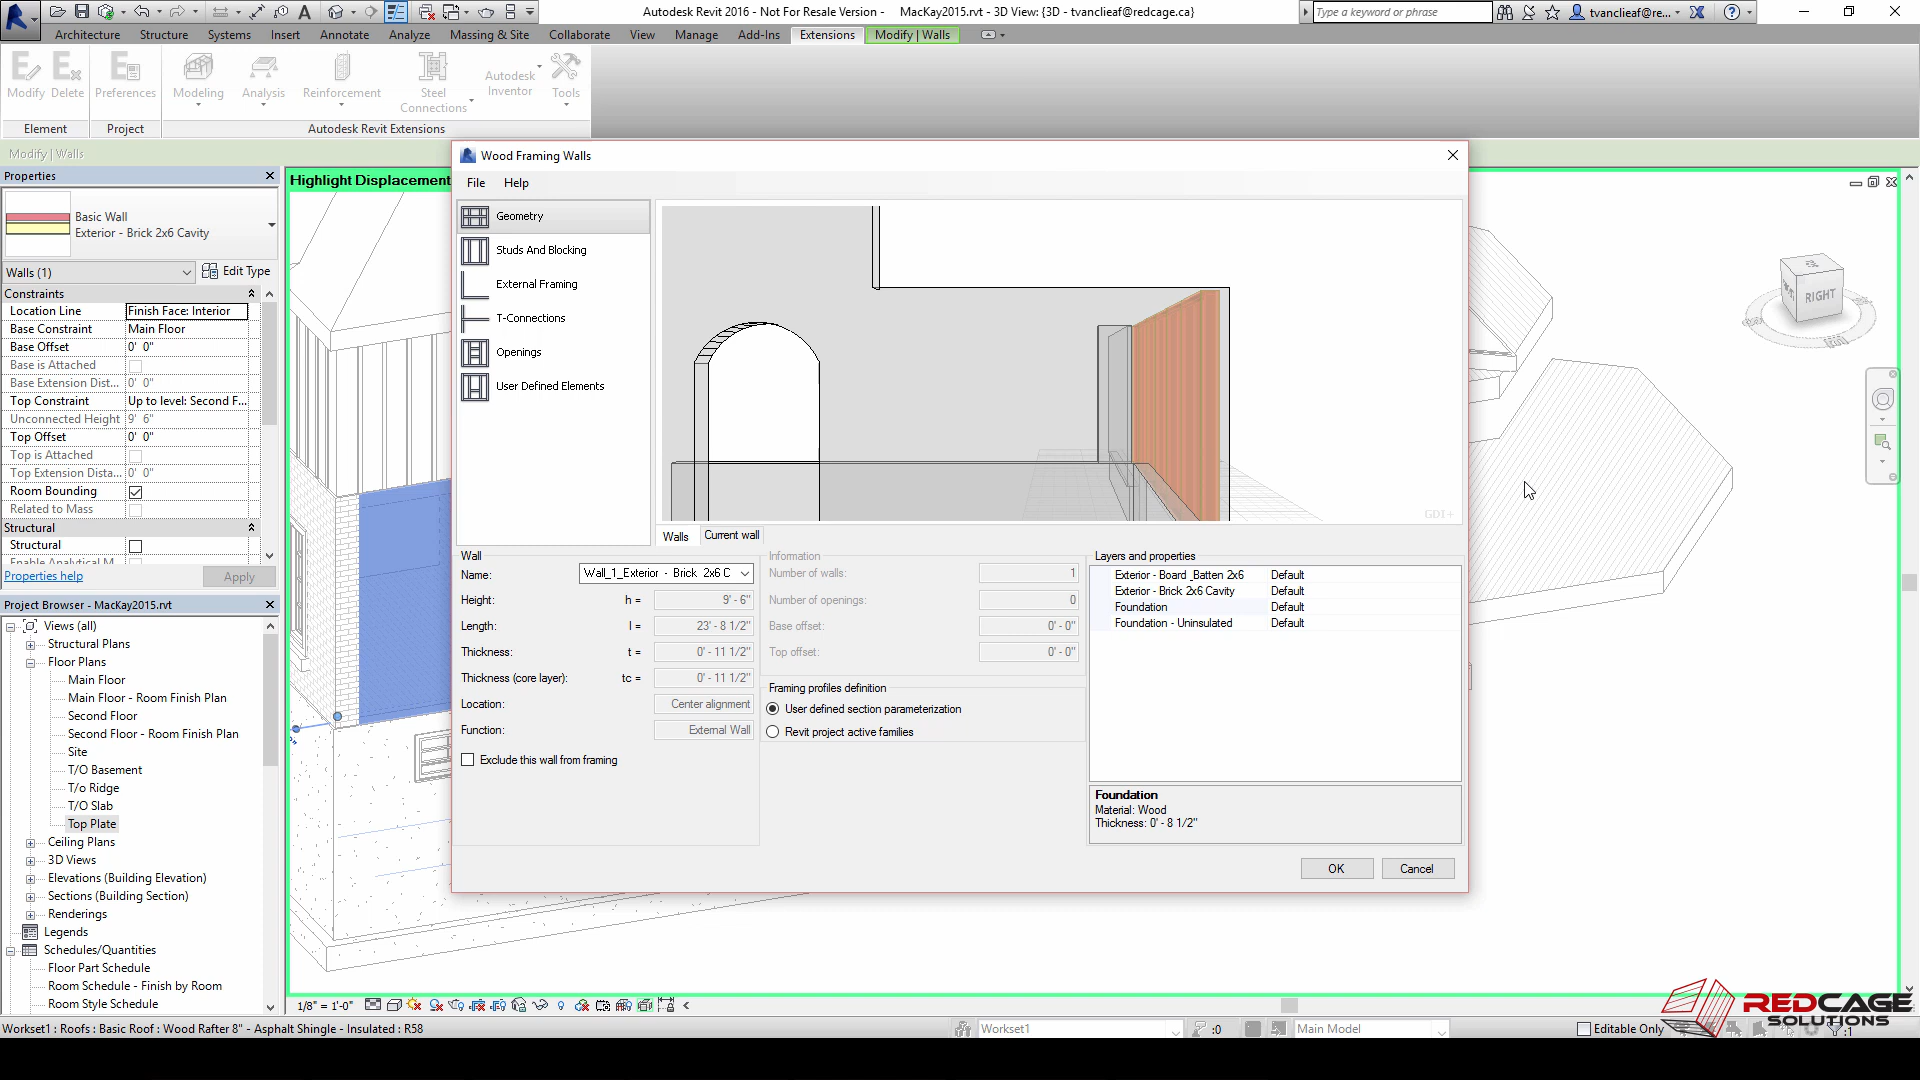 Autodesk Revit 2016 - Not For Resale Version - MacKay2015.rvt - 3D View: {3D - tvanclieaf@redcage.ca}
Type a keyword or phrase
tvanclieaf@re...
Architecture Structure Systems Insert Annotate Analyze Massing & Site Collaborate View Manage Add-Ins Extensions Modify | Walls
Modify Delete Preferences Modeling Analysis Reinforcement Steel Connections Autodesk Inventor Tools
Element Project Autodesk Revit Extensions
Modify | Walls
Properties
Basic Wall
Exterior - Brick 2x6 Cavity
Walls (1) Edit Type
Constraints
Location Line Finish Face: Interior
Base Constraint Main Floor
Base Offset 0' 0"
Base is Attached
Base Extension Dist... 0' 0"
Top Constraint Up to level: Second F...
Unconnected Height 9' 6"
Top Offset 0' 0"
Top is Attached
Top Extension Dista... 0' 0"
Room Bounding
Related to Mass
Structural
Structural
Enable Analytical M
Properties help Apply
Project Browser - MacKay2015.rvt
Views (all)
Structural Plans
Floor Plans
Main Floor
Main Floor - Room Finish Plan
Second Floor
Second Floor - Room Finish Plan
Site
T/O Basement
T/o Ridge
T/O Slab
Top Plate
Ceiling Plans
3D Views
Elevations (Building Elevation)
Sections (Building Section)
Renderings
Legends
Schedules/Quantities
Floor Part Schedule
Room Schedule - Finish by Room
Room Style Schedule
Highlight Displacement
Wood Framing Walls
File Help
Geometry
Studs And Blocking
External Framing
T-Connections
Openings
User Defined Elements
GDI+
Walls Current wall
Wall
Name: Wall_1_Exterior - Brick 2x6 C
Height: h = 9' - 6"
Length: l = 23' - 8 1/2"
Thickness: t = 0' - 11 1/2"
Thickness (core layer): tc = 0' - 11 1/2"
Location: Center alignment
Function: External Wall
Exclude this wall from framing
Information
Number of walls: 1
Number of openings: 0
Base offset: 0' - 0"
Top offset: 0' - 0"
Framing profiles definition
User defined section parameterization
Revit project active families
Layers and properties
Exterior - Board _Batten 2x6 Default
Exterior - Brick 2x6 Cavity Default
Foundation Default
Foundation - Uninsulated Default
Foundation
Material: Wood
Thickness: 0' - 8 1/2"
OK Cancel
RIGHT
1/8" = 1'-0"
Workset1 : Roofs : Basic Roof : Wood Rafter 8" - Asphalt Shingle - Insulated : R58
Workset1 :0 Main Model Editable Only :1
REDCAGE
SOLUTIONS